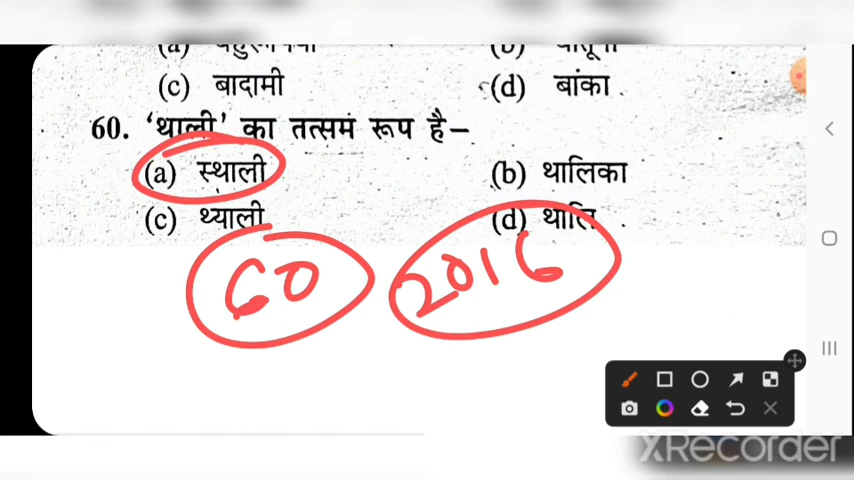 (c) बादामी (d) बांका
60. 'थाली' का तत्सम रूप है–
(a) स्थाली (b) थालिका
(c) थ्याली (d) थालि
60 2016
XRecorder